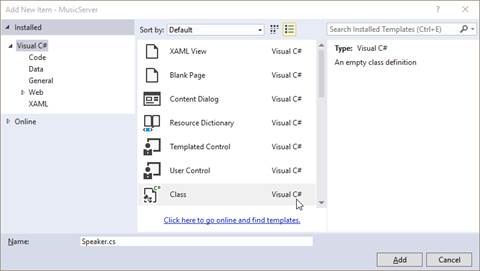 Add New Item - MusicServer
? ×
Installed
Sort by: Default
Search Installed Templates (Ctrl+E)
Visual C#
Code
Data
General
Web
XAML
Online
XAML View Visual C#
Blank Page Visual C#
Content Dialog Visual C#
Resource Dictionary Visual C#
Templated Control Visual C#
User Control Visual C#
C#
Class Visual C#
Click here to go online and find templates.
Type: Visual C#
An empty class definition
Name: Speaker.cs
Add Cancel